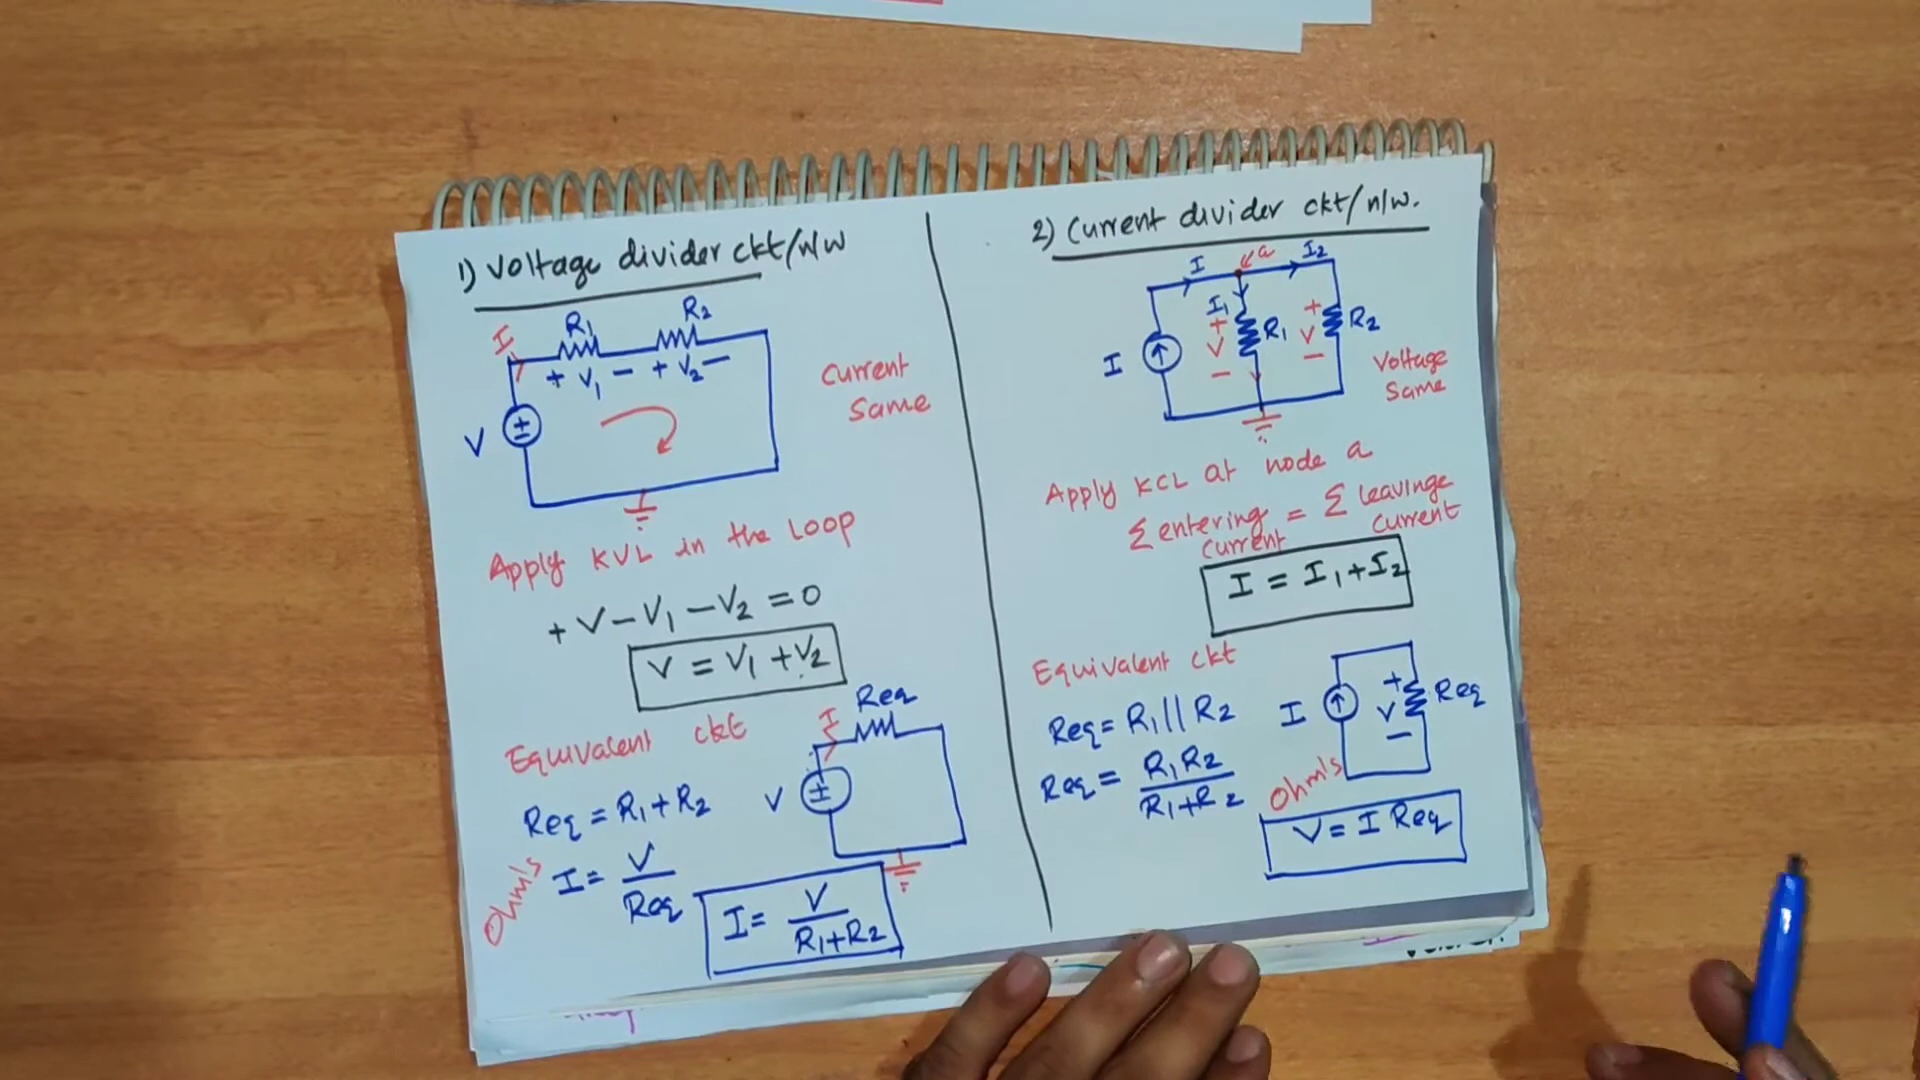 1) Voltage divider ckt/n/w
R1
R2
I
+ V1 - + V2 -
V
Current
Same
Apply KVL in the Loop
+ V - V1 - V2 = 0
V = V1 + V2
Equivalent ckt
I
Req
V
Req = R1 + R2
Ohm's
I = V / Req
I = V / R1+R2
2) Current divider ckt/n/w.
I
a
I2
I1
+
V
-
R1
+
V
-
R2
I
Voltage
Same
Apply KCL at node a
Σ entering current = Σ leavinge current
I = I1 + I2
Equivalent ckt
Req = R1 || R2
Req = R1 R2 / R1+R2
I
+
V
-
Req
Ohm's
V = I Req